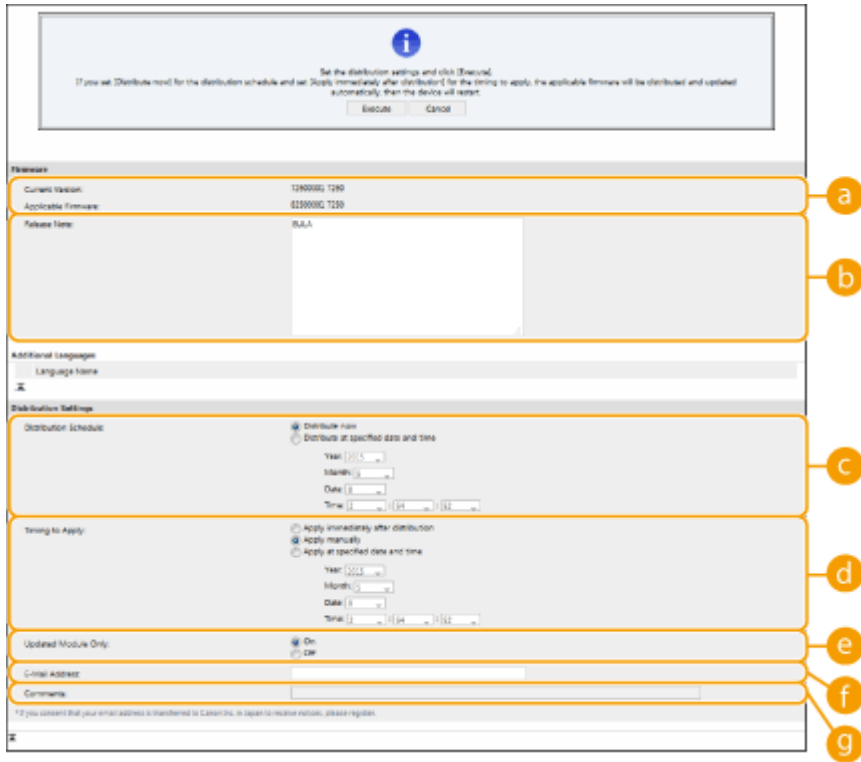 Set the distribution settings and click [Execute].
If you set [Distribute now] for the distribution schedule and set [Apply immediately after distribution] for the timing to apply, the applicable firmware will be distributed and updated
automatically, then the device will restart.
Execute Cancel
Firmware
Current Version:
Applicable Firmware:
a
Release Note: EULA
b
Additional Languages
Language Name
Distribution Settings
Distribution Schedule: Distribute now
Distribute at specified date and time
Year: 2015
Month:
Date:
Time:
c
Timing to Apply: Apply immediately after distribution
Apply manually
Apply at specified date and time
Year: 2015
Month:
Date:
Time:
d
Updated Module Only: On
Off
e
E-Mail Address:
f
Comments:
g
* If you consent that your email address is transferred to Canon Inc. in Japan to receive notices, please register.